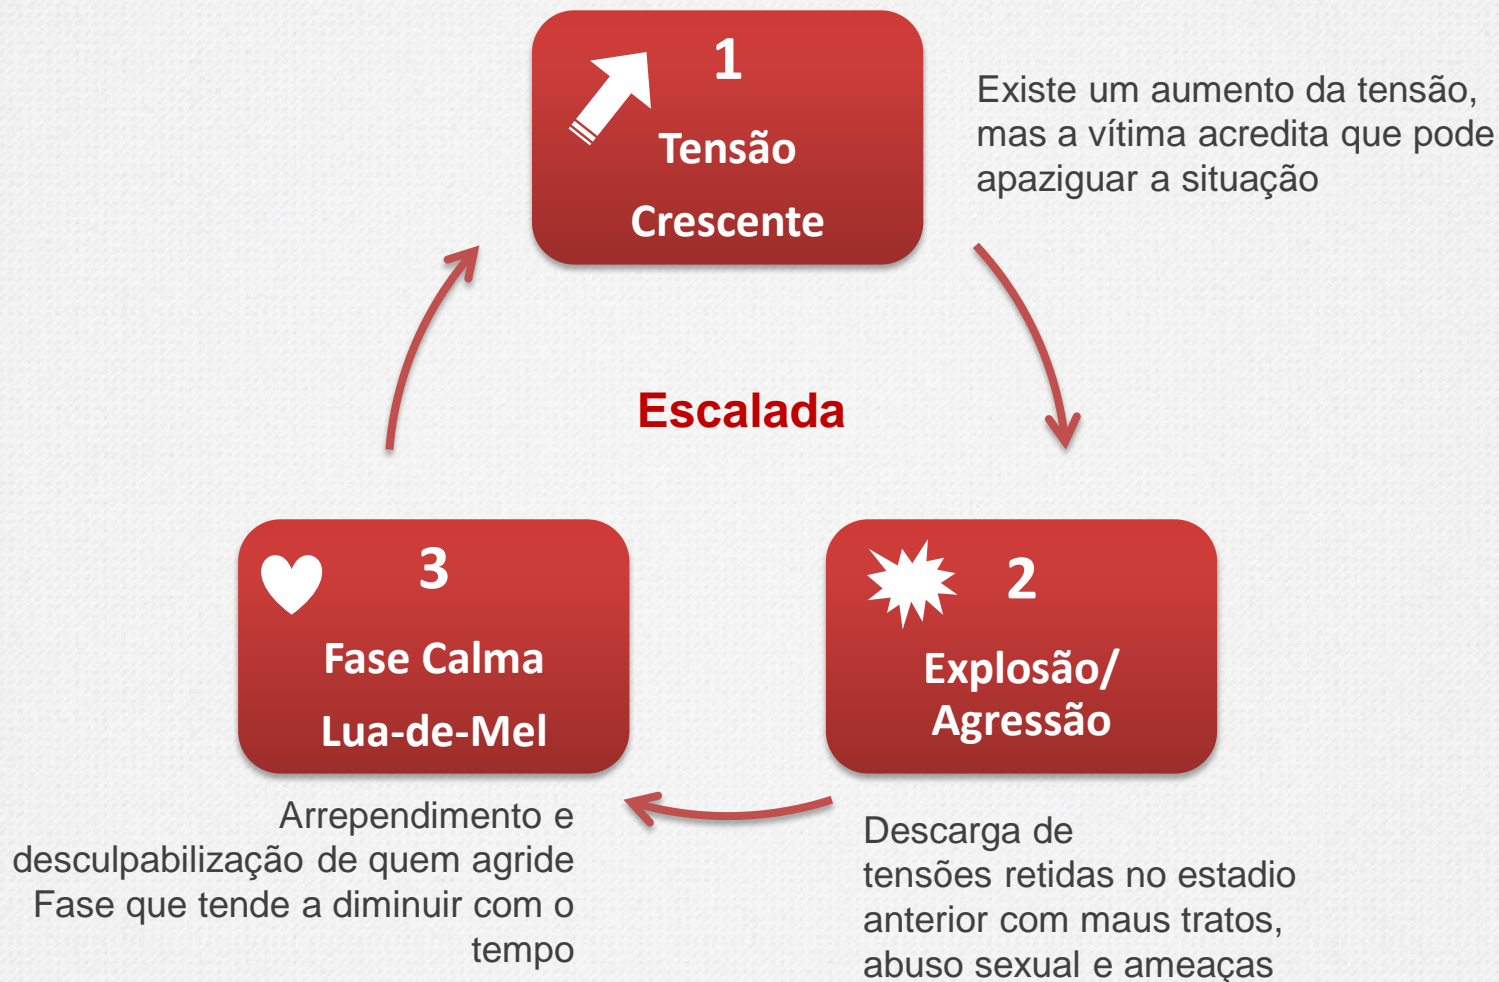 1
Tensão
Crescente
Existe um aumento da tensão,
mas a vítima acredita que pode
apaziguar a situação
Escalada
3
Fase Calma
Lua-de-Mel
2
Explosão/
Agressão
Arrependimento e
desculpabilização de quem agride
Fase que tende a diminuir com o
tempo
Descarga de
tensões retidas no estadio
anterior com maus tratos,
abuso sexual e ameaças